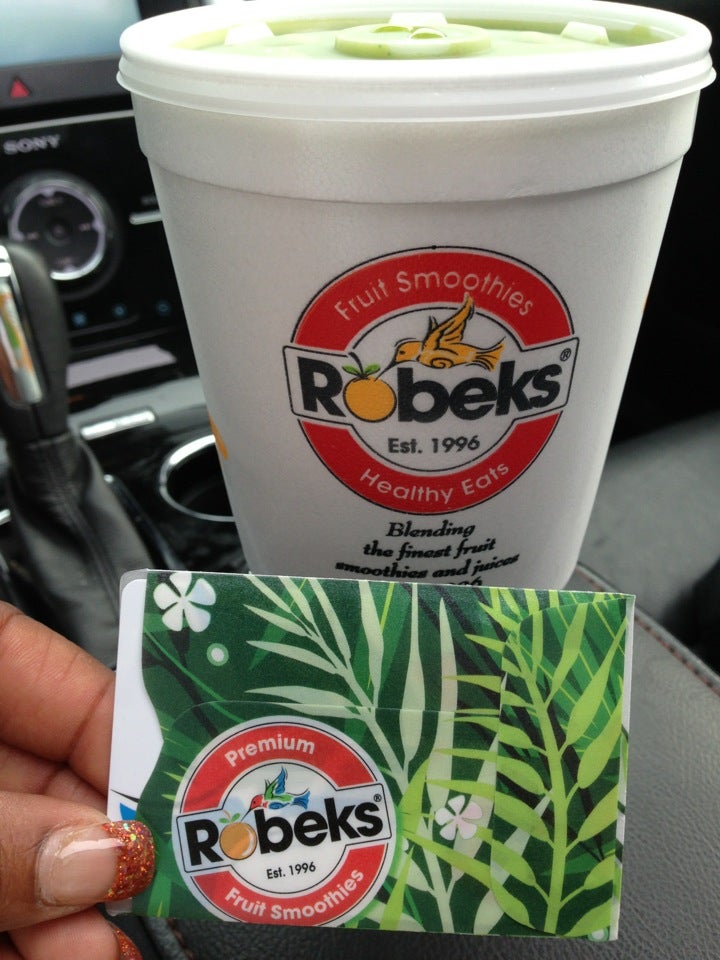 SONY
Fruit Smoothies
Robeks®
Est. 1996
Healthy Eats
Blending
the finest fruit
smoothies and juices
Premium
Robeks®
Est. 1996
Fruit Smoothies